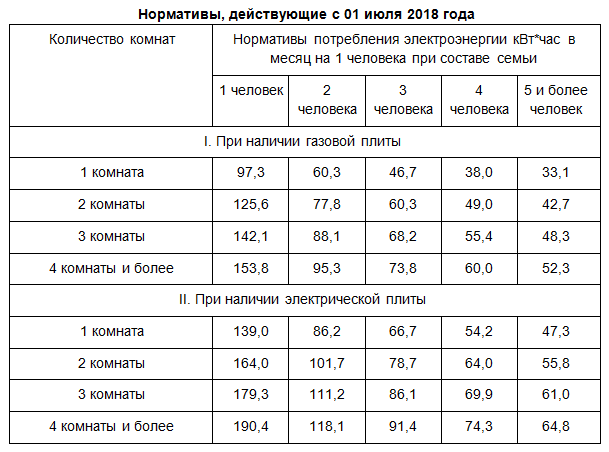 Нормативы, действующие с 01 июля 2018 года
Количество комнат
Нормативы потребления электроэнергии кВт*час в
месяц на 1 человека при составе семьи
1 человек
2
человека
3
человека
4
человека
5 и более
человек
I. При наличии газовой плиты
1 комната 97,3 60,3 46,7 38,0 33,1
2 комнаты 125,6 77,8 60,3 49,0 42,7
3 комнаты 142,1 88,1 68,2 55,4 48,3
4 комнаты и более 153,8 95,3 73,8 60,0 52,3
II. При наличии электрической плиты
1 комната 139,0 86,2 66,7 54,2 47,3
2 комнаты 164,0 101,7 78,7 64,0 55,8
3 комнаты 179,3 111,2 86,1 69,9 61,0
4 комнаты и более 190,4 118,1 91,4 74,3 64,8